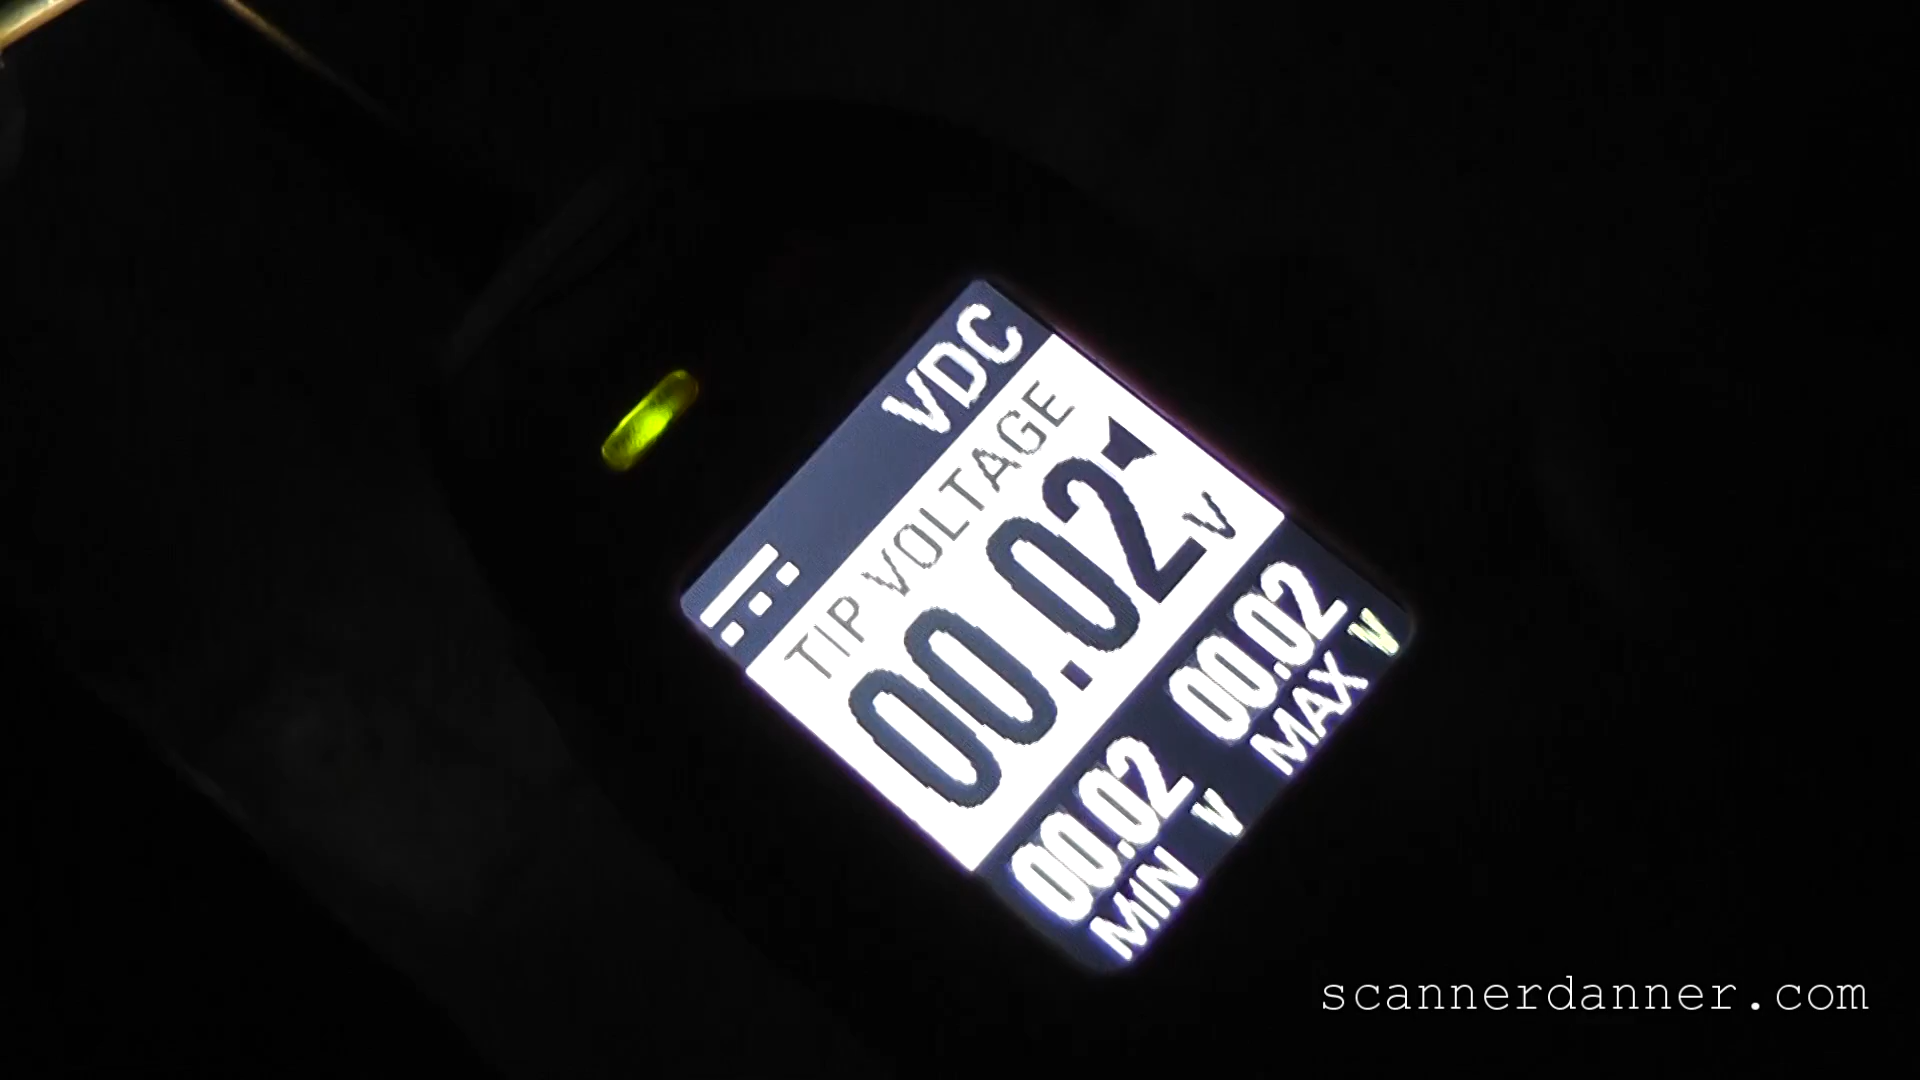 VDC
TIP VOLTAGE
00.02 V
00.02 V 00.02 V
MIN MAX
scannerdanner.com